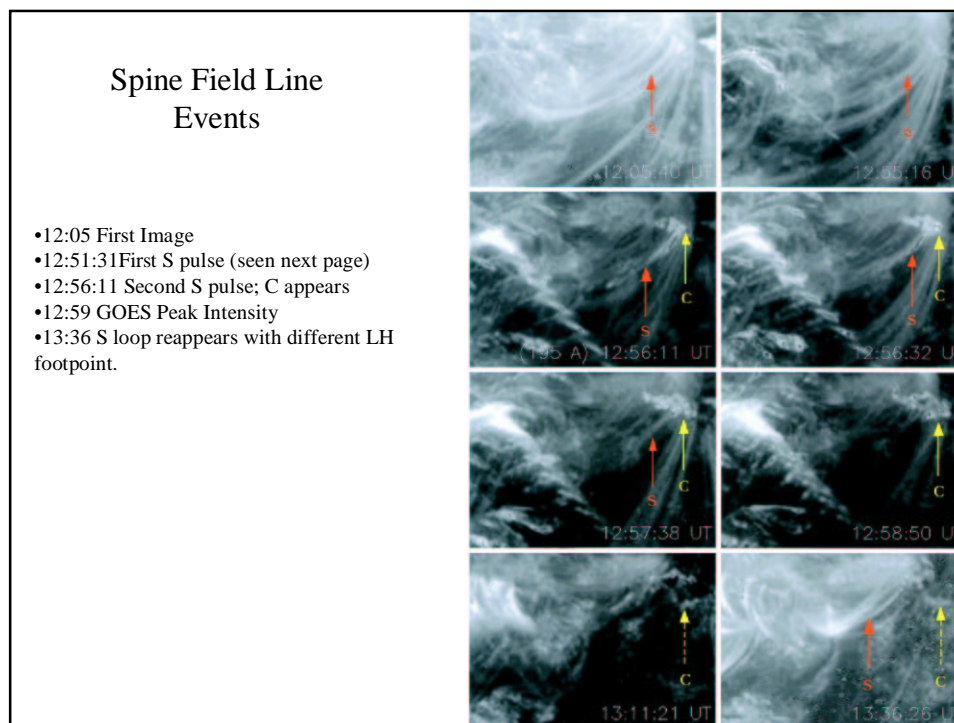 Spine Field Line
Events
•12:05 First Image
•12:51:31First S pulse (seen next page)
•12:56:11 Second S pulse; C appears
•12:59 GOES Peak Intensity
•13:36 S loop reappears with different LH
footpoint.
S
12:05:40 UT
S
12:55:16 U
S
C
(195 A) 12:56:11 UT
S
C
12:56:32 U
S
C
12:57:38 UT
C
12:58:50 U
C
13:11:21 UT
S
C
13:36:26 U